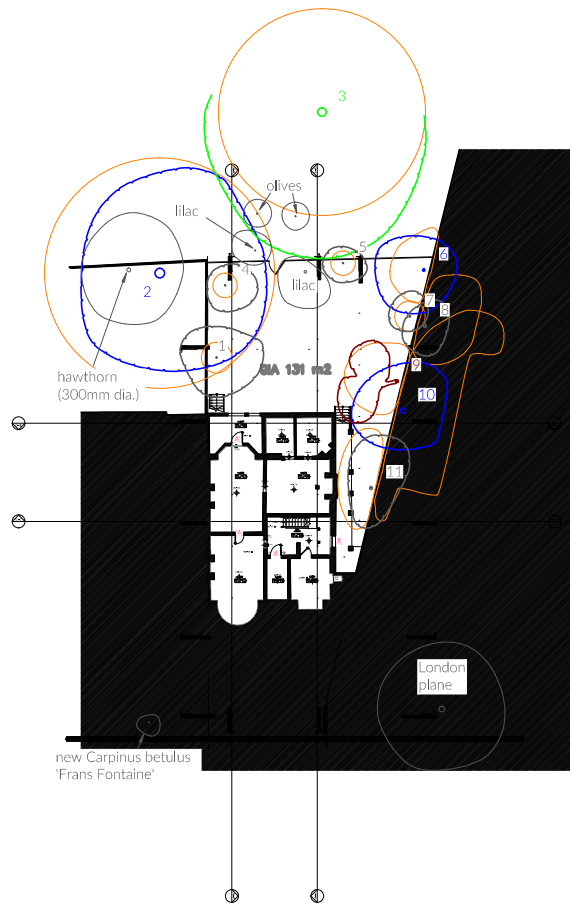 3
olives
lilac
5
6
4
lilac
2
7
8
1
GIA 131 m2
9
hawthorn
(300mm dia.)
10
11
London
plane
new Carpinus betulus
'Frans Fontaine'